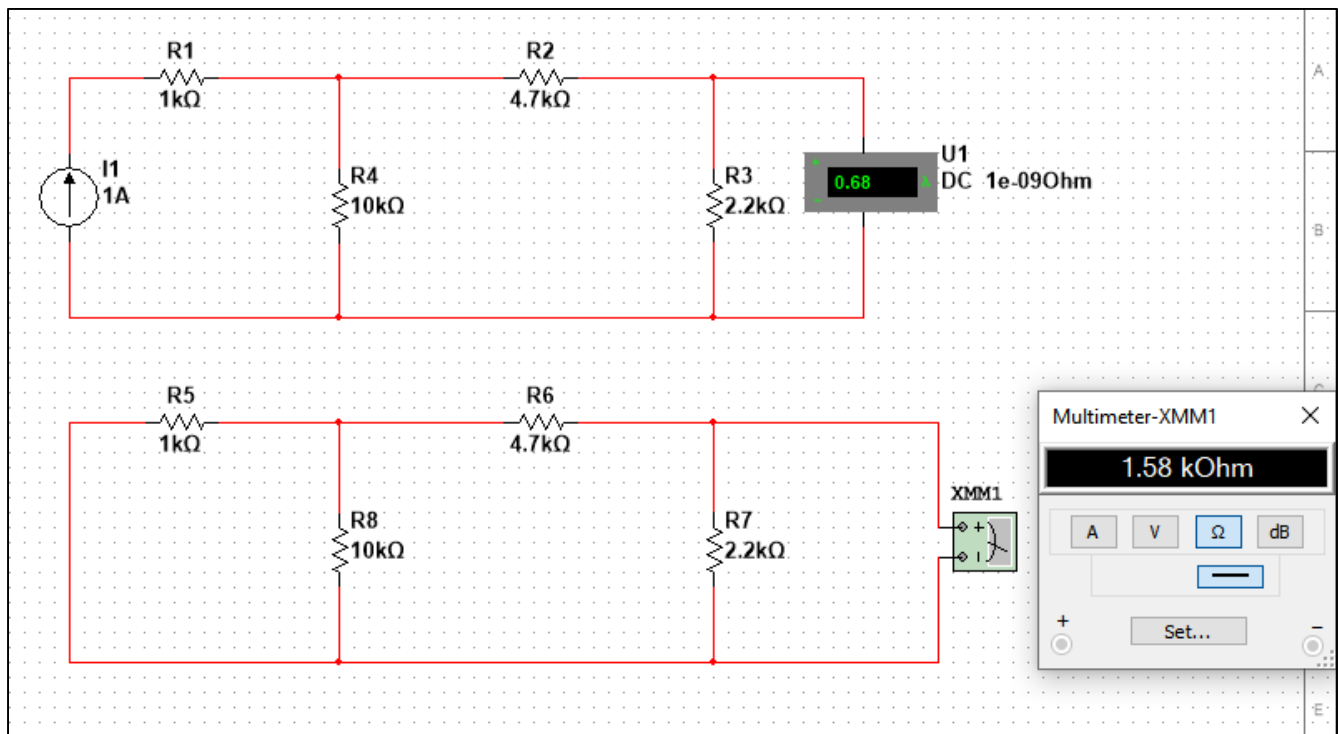 R1
1kΩ
R2
4.7kΩ
I1
1A
R4
10kΩ
R3
2.2kΩ
0.68 A
U1
DC 1e-09Ohm
A
B
R5
1kΩ
R6
4.7kΩ
R8
10kΩ
R7
2.2kΩ
XMM1
+
-
C
Multimeter-XMM1
1.58 kOhm
A V Ω dB
+ Set... -
E